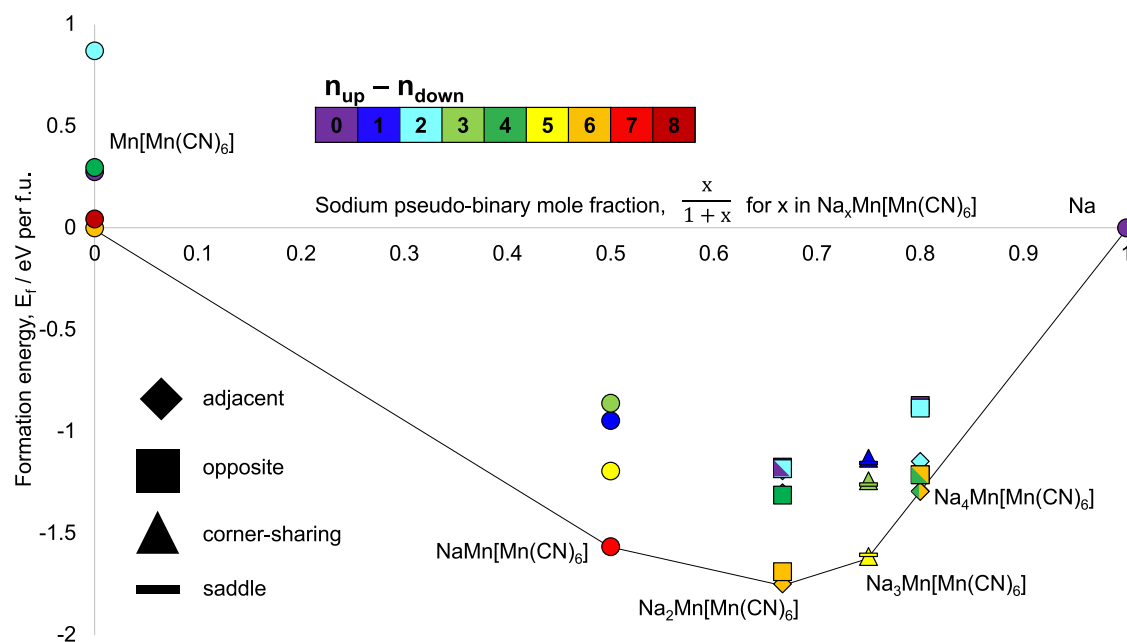 1
n_up – n_down
0 1 2 3 4 5 6 7 8
0.5
Mn[Mn(CN)₆]
Sodium pseudo-binary mole fraction, x/(1 + x) for x in NaₓMn[Mn(CN)₆]
Na
0
0 0.1 0.2 0.3 0.4 0.5 0.6 0.7 0.8 0.9 1
Formation energy, E_f / eV per f.u.
-0.5
adjacent
-1
opposite
Na₄Mn[Mn(CN)₆]
corner-sharing
-1.5
NaMn[Mn(CN)₆]
saddle
Na₃Mn[Mn(CN)₆]
Na₂Mn[Mn(CN)₆]
-2